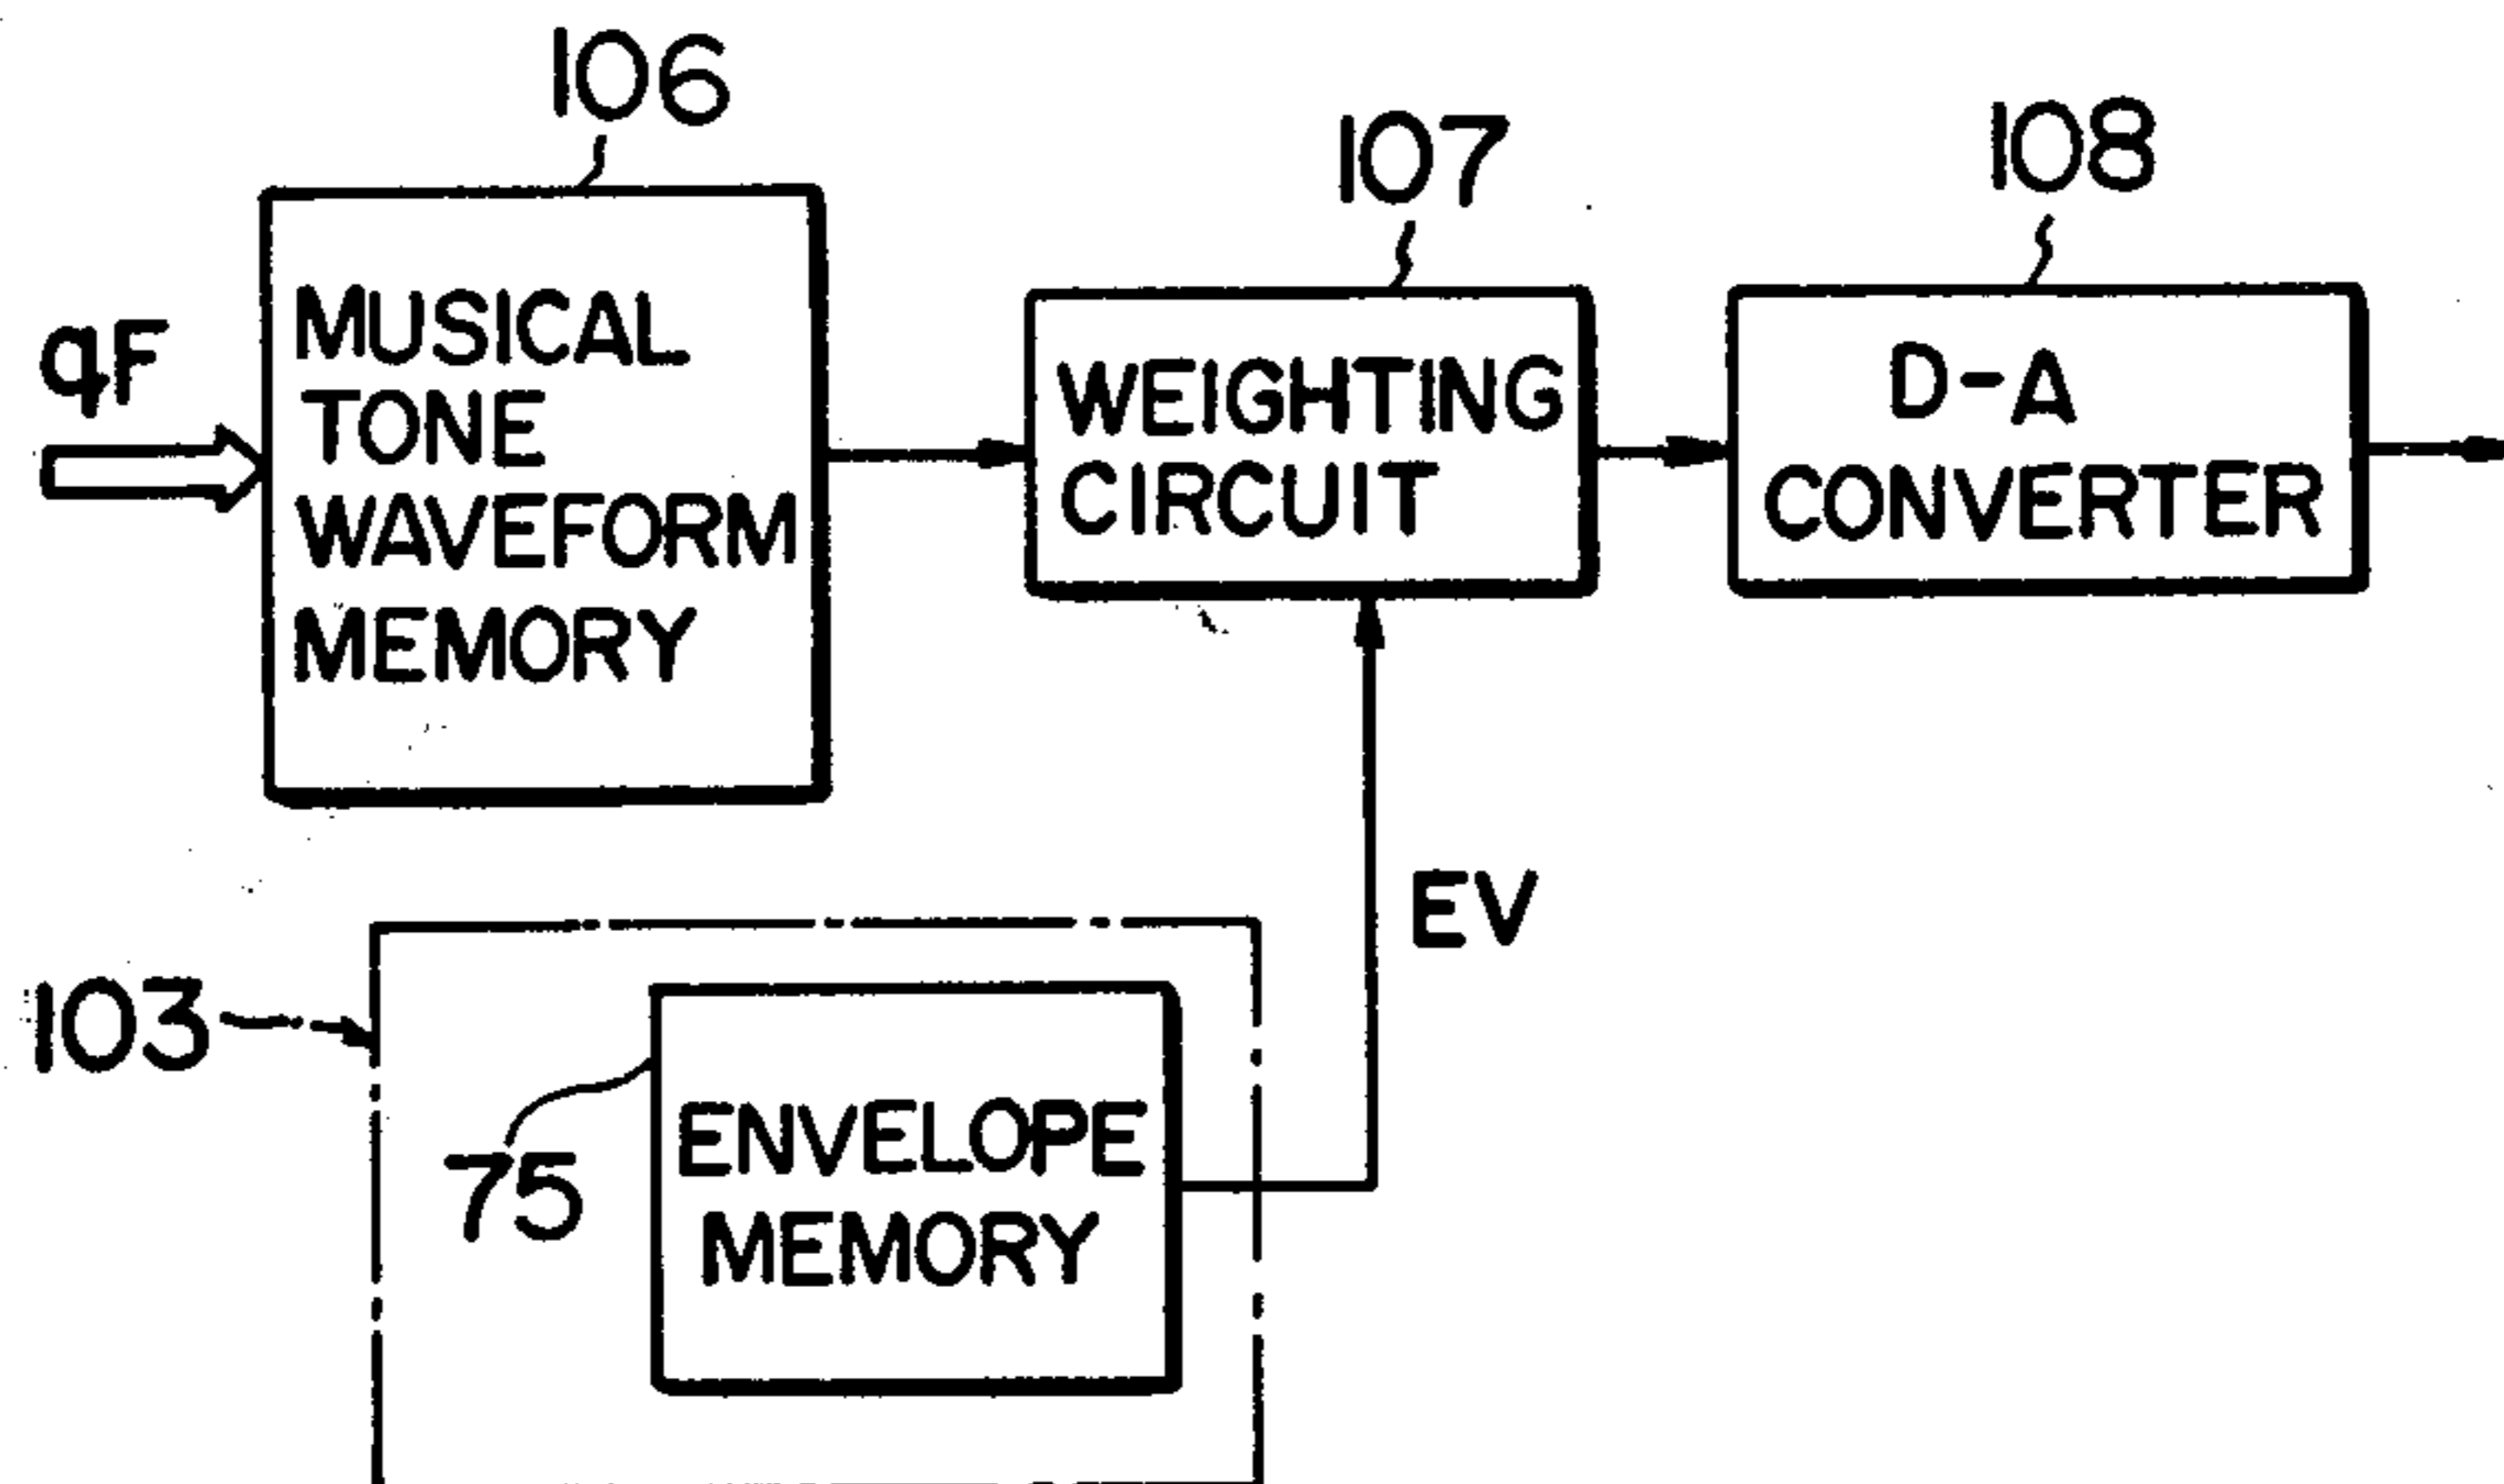 106
107
108
qF
MUSICAL
TONE
WAVEFORM
MEMORY
WEIGHTING
CIRCUIT
D-A
CONVERTER
EV
103
75
ENVELOPE
MEMORY